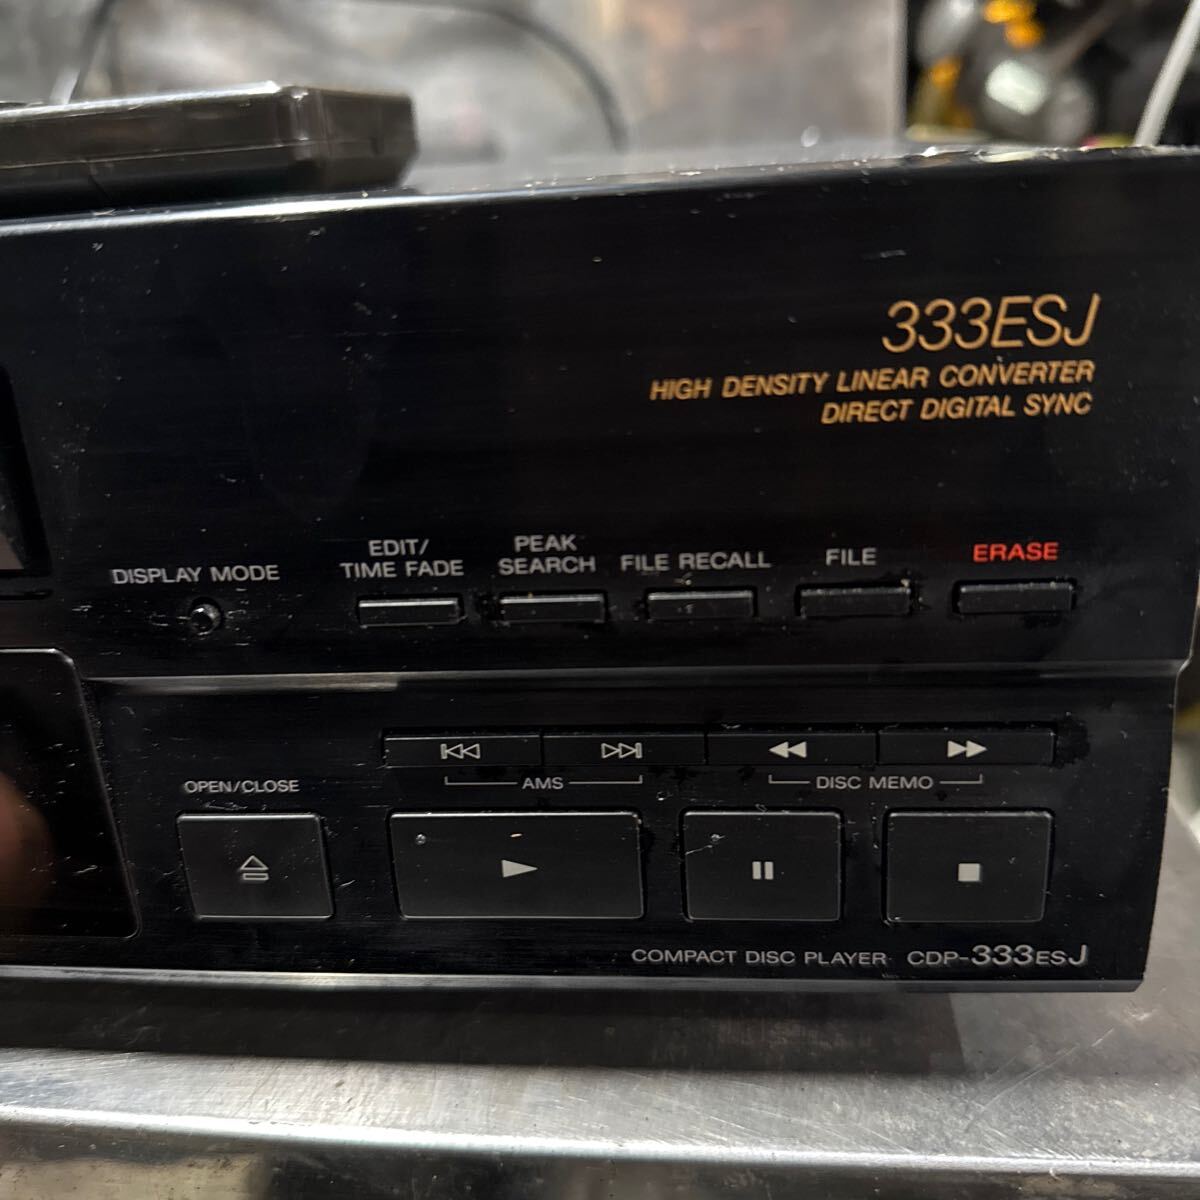 333ESJ
HIGH DENSITY LINEAR CONVERTER
DIRECT DIGITAL SYNC
DISPLAY MODE
EDIT/
TIME FADE
PEAK
SEARCH
FILE RECALL
FILE
ERASE
AMS
DISC MEMO
OPEN/CLOSE
COMPACT DISC PLAYER CDP-333ESJ